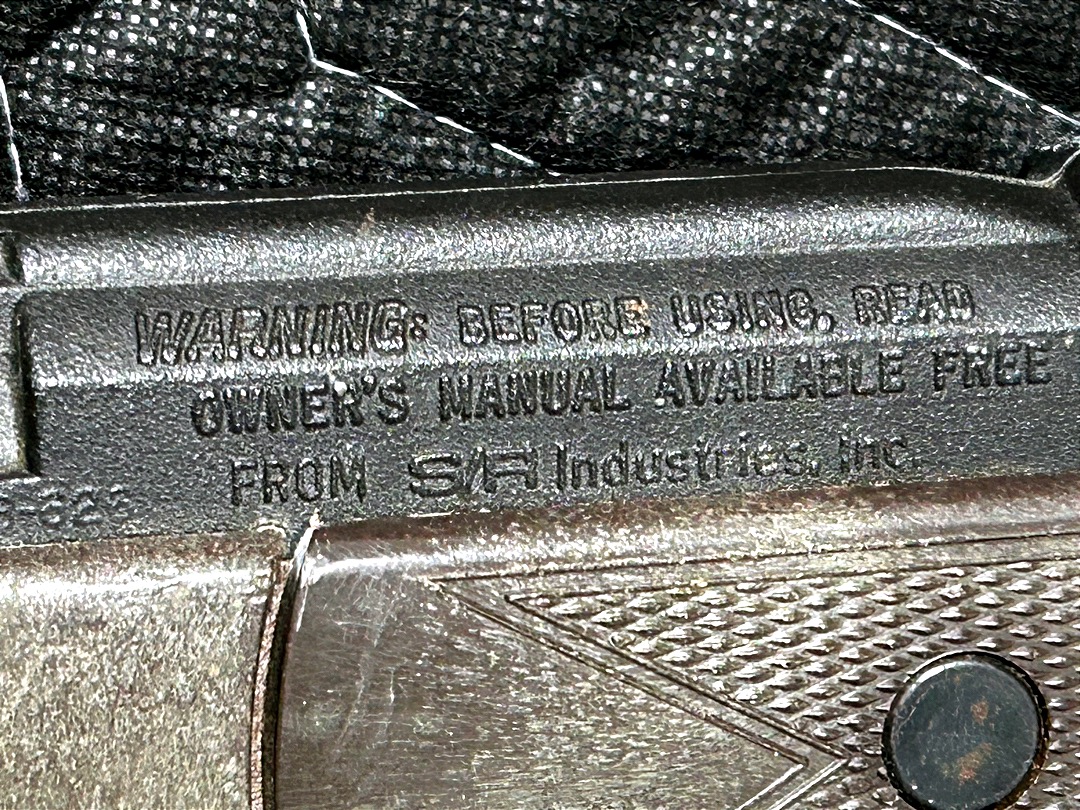 WARNING: BEFORE USING, READ
OWNER'S MANUAL AVAILABLE FREE
FROM S/R Industries, Inc.